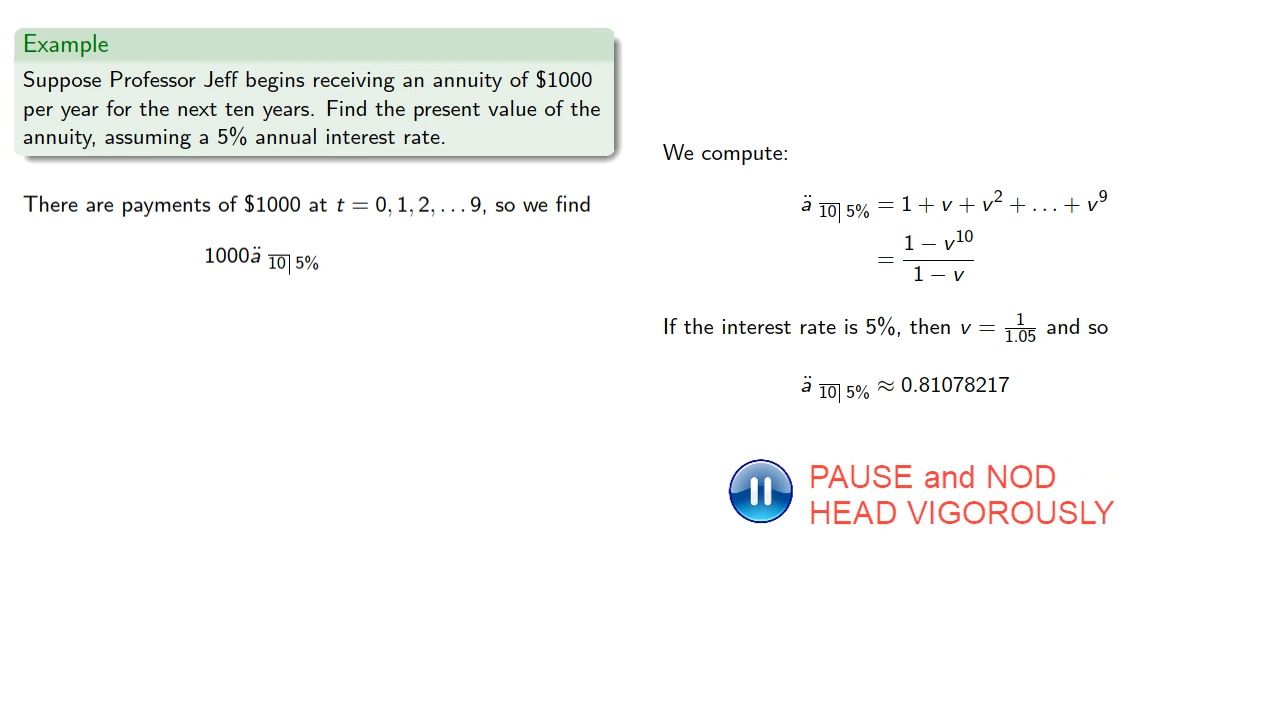 Example
Suppose Professor Jeff begins receiving an annuity of $1000
per year for the next ten years. Find the present value of the
annuity, assuming a 5% annual interest rate.
There are payments of $1000 at t = 0, 1, 2, . . . 9, so we find
1000ä 10| 5%
We compute:
ä 10| 5% = 1 + v + v² + . . . + v⁹
= (1 − v¹⁰) / (1 − v)
If the interest rate is 5%, then v = 1/1.05 and so
ä 10| 5% ≈ 0.81078217
PAUSE and NOD
HEAD VIGOROUSLY